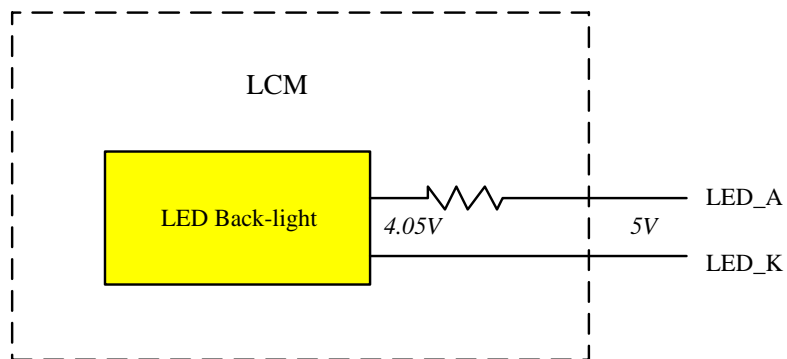 LCM
LED Back-light
4.05V
5V
LED_A
LED_K